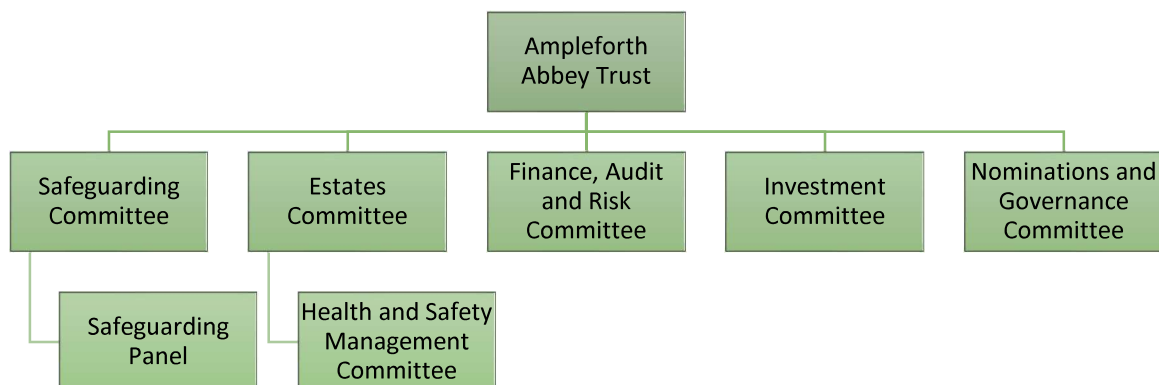 Ampleforth
Abbey Trust
Safeguarding
Committee
Estates
Committee
Finance, Audit
and Risk
Committee
Investment
Committee
Nominations and
Governance
Committee
Safeguarding
Panel
Health and Safety
Management
Committee